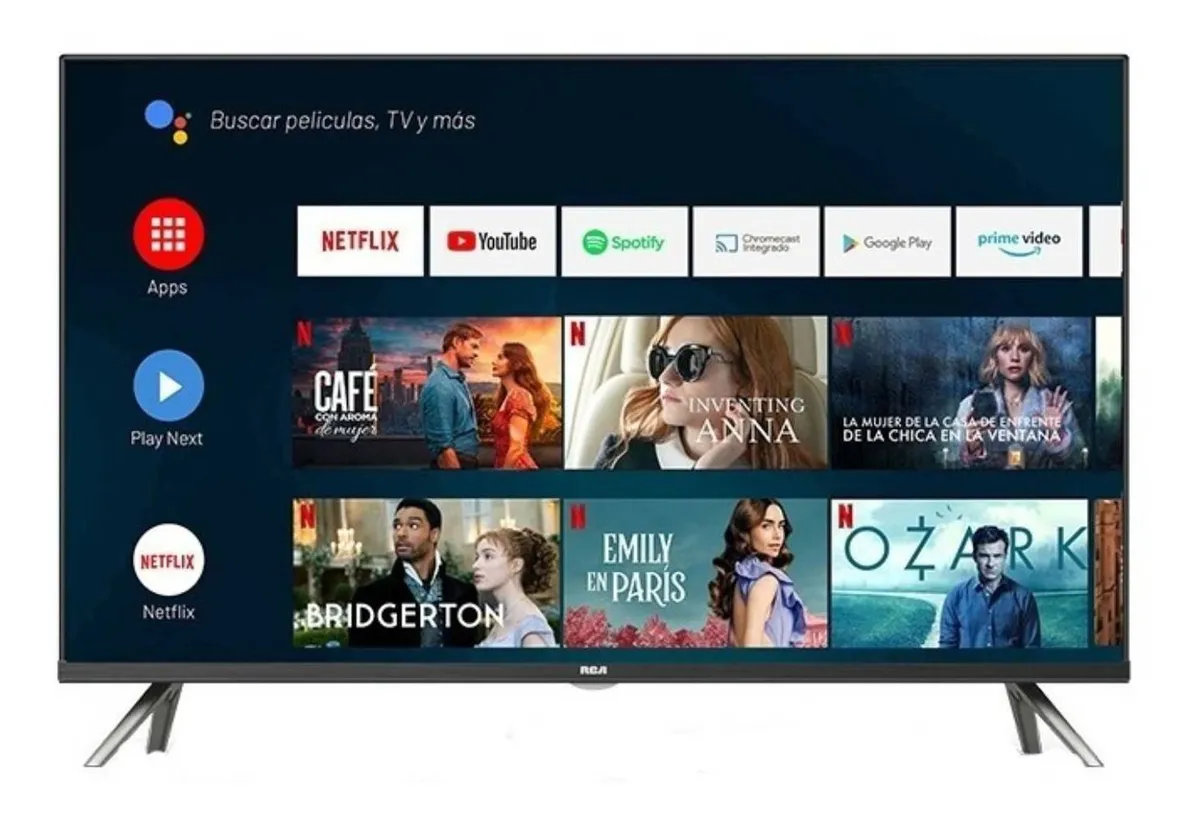 Buscar peliculas, TV y más
NETFLIX
YouTube
Spotify
Chromecast
Integrado
Google Play
prime video
Apps
N
CAFÉ
CON AROMA
de mujer
N
INVENTING
ANNA
N
LA MUJER DE LA CASA DE ENFRENTE
DE LA CHICA EN LA VENTANA
Play Next
N
BRIDGERTON
N
EMILY
EN PARÍS
N
OZARK
NETFLIX
Netflix
RCA